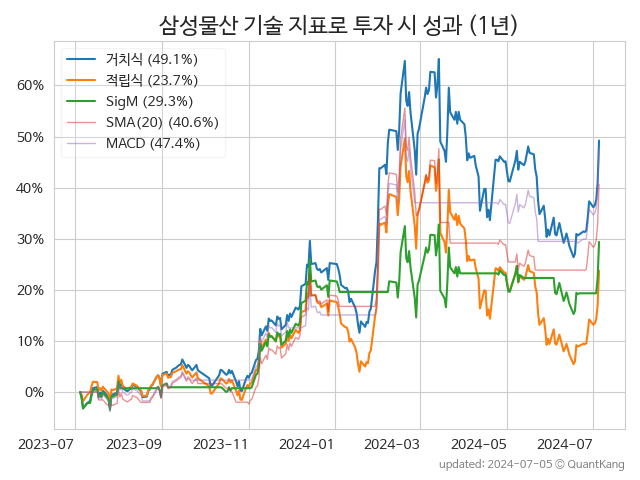 삼성물산 기술 지표로 투자 시 성과 (1년)
거치식 (49.1%)
적립식 (23.7%)
SigM (29.3%)
SMA(20) (40.6%)
MACD (47.4%)
60%
50%
40%
30%
20%
10%
0%
2023-07 2023-09 2023-11 2024-01 2024-03 2024-05 2024-07
updated: 2024-07-05 ⓒ QuantKang